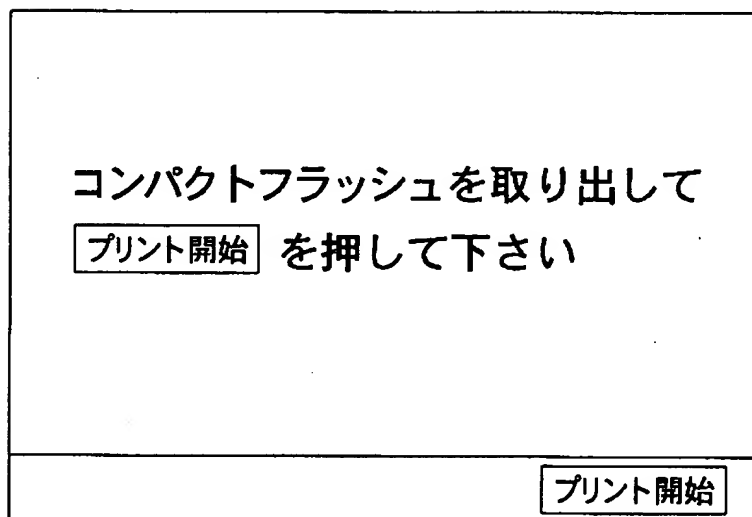 コンパクトフラッシュを取り出して
プリント開始 を押して下さい
プリント開始